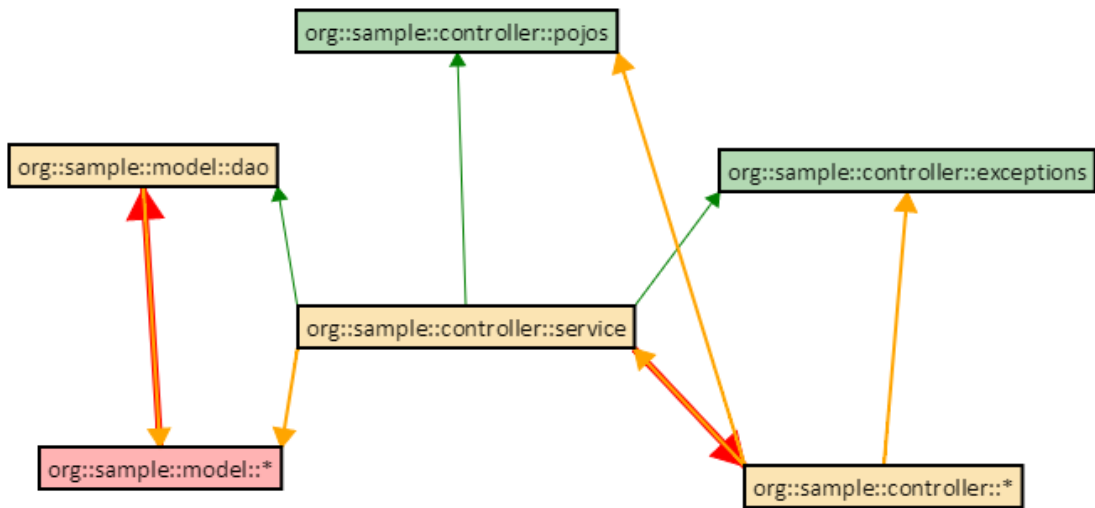 org::sample::controller::pojos
org::sample::model::dao
org::sample::controller::exceptions
org::sample::controller::service
org::sample::model::*
org::sample::controller::*